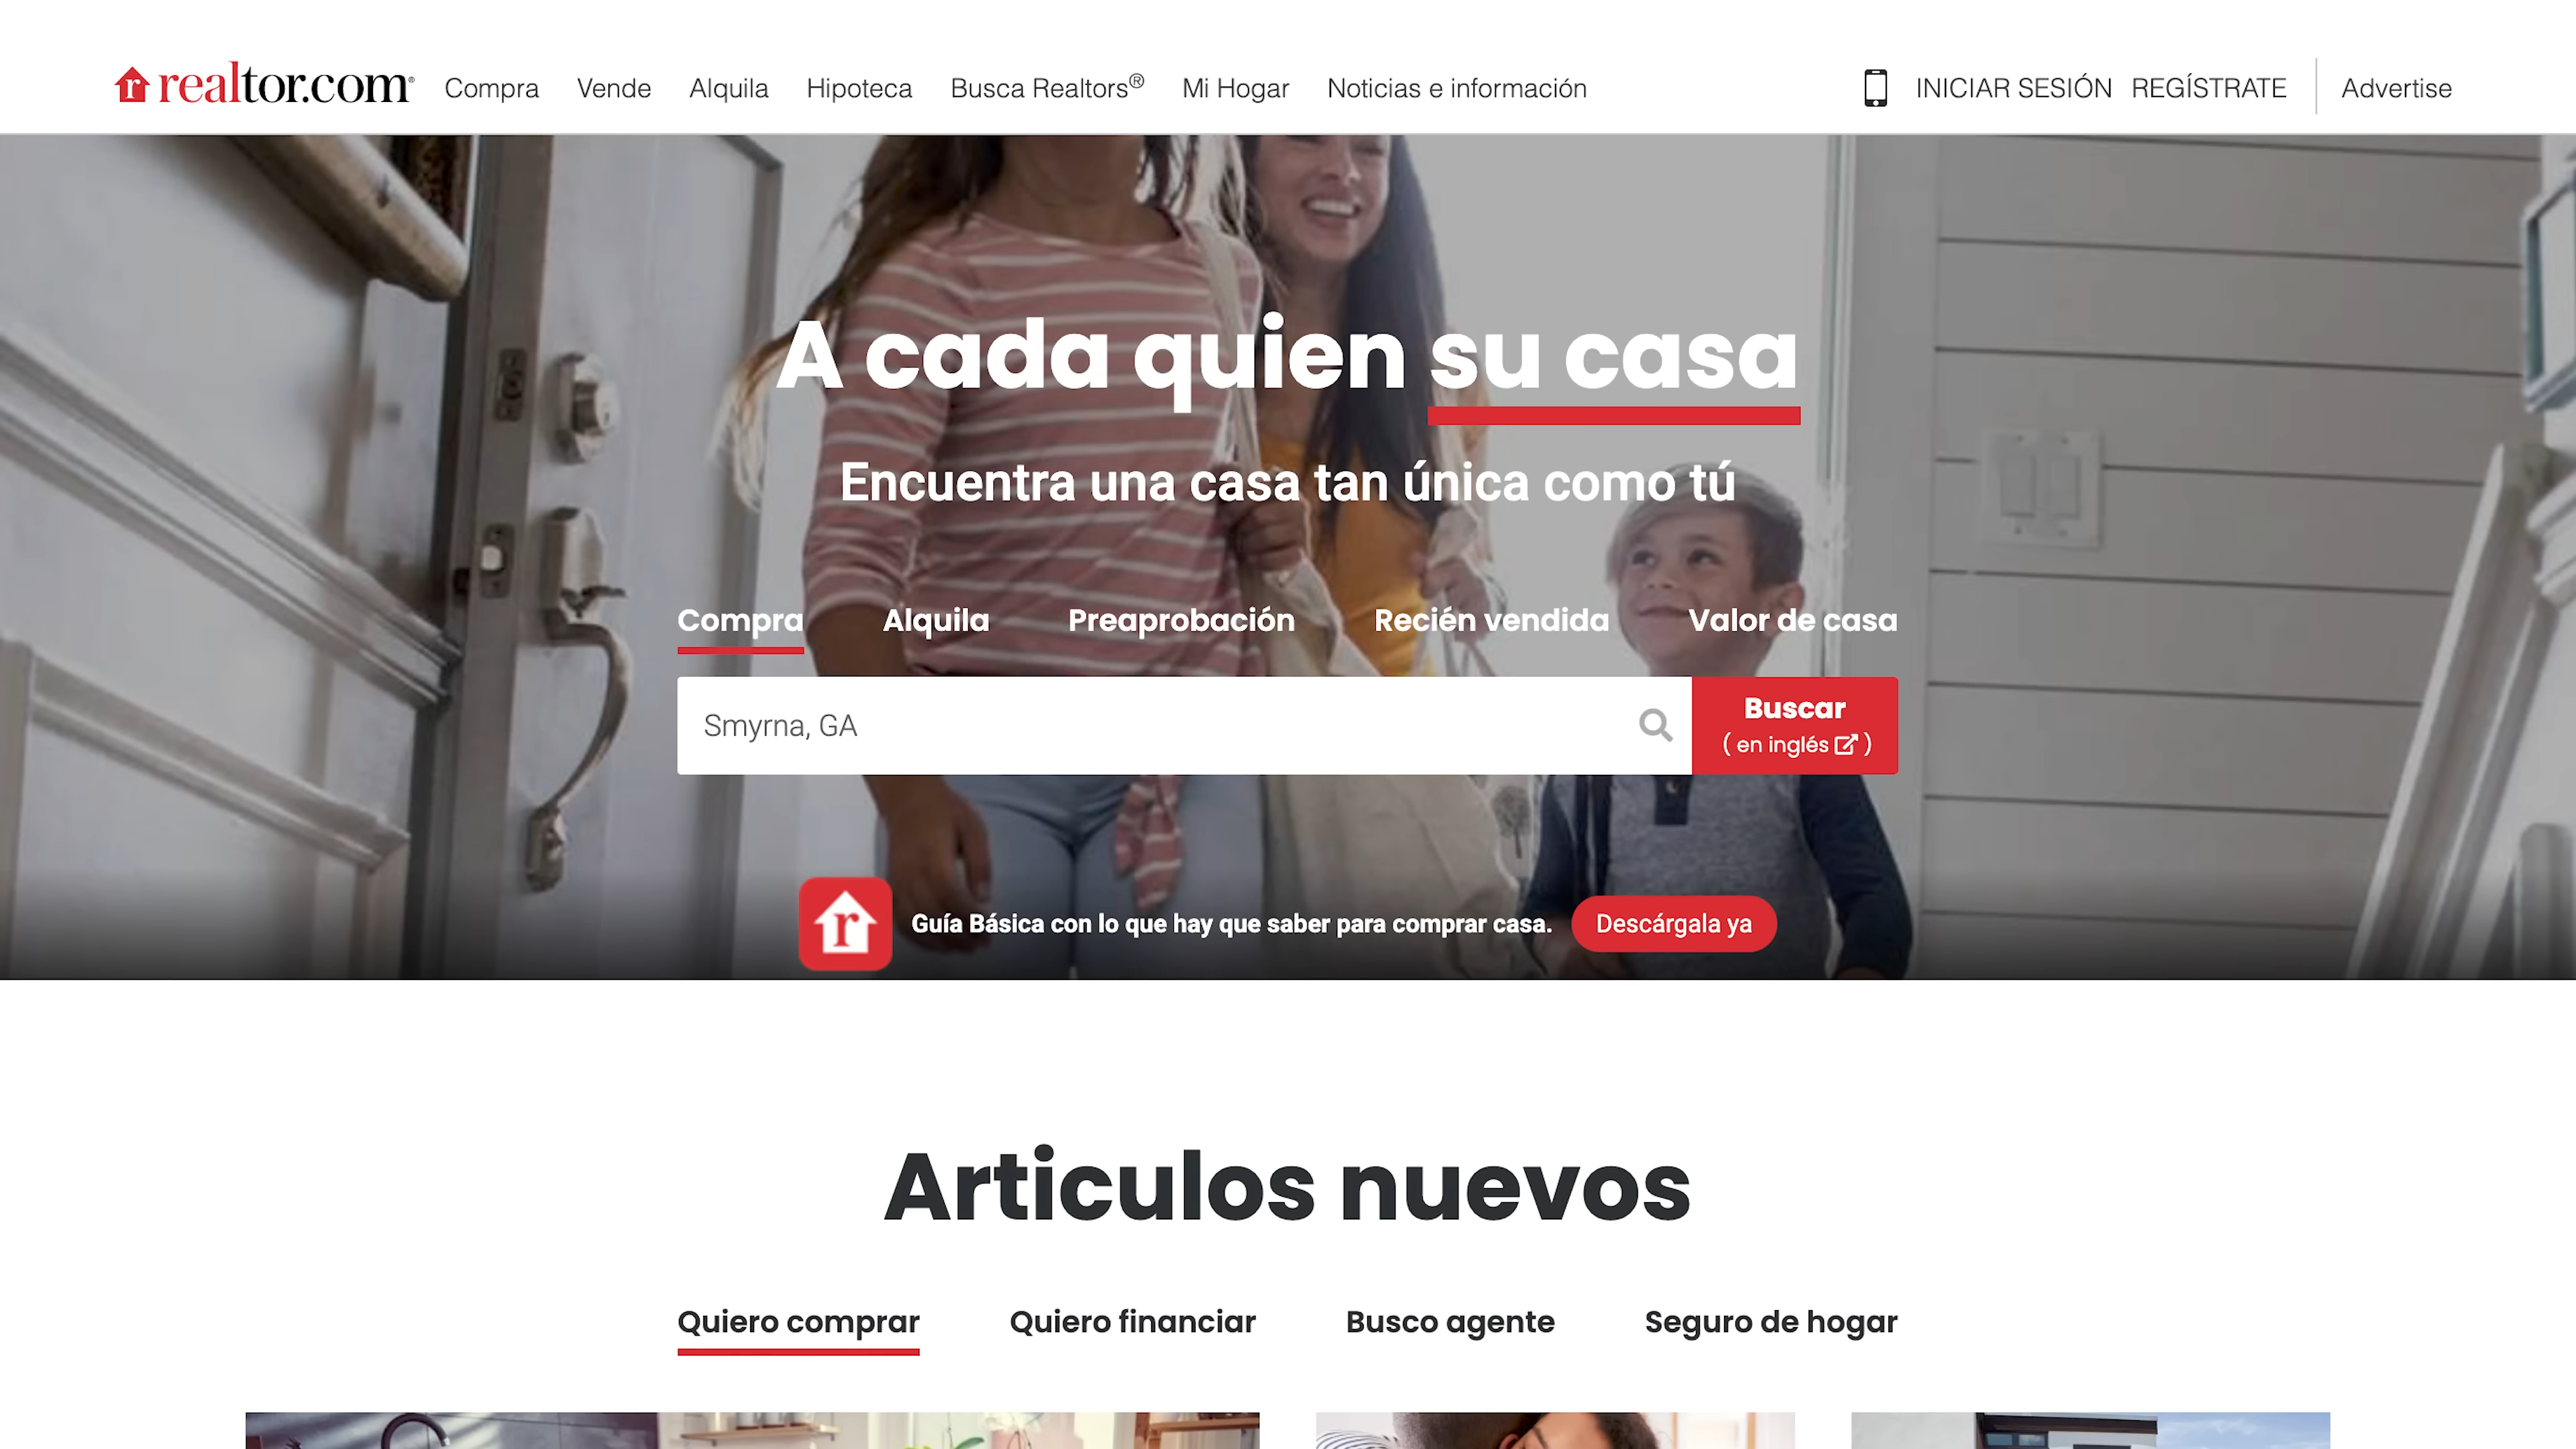 realtor.com®
Compra
Vende
Alquila
Hipoteca
Busca Realtors®
Mi Hogar
Noticias e información
INICIAR SESIÓN
REGÍSTRATE
Advertise
A cada quien su casa
Encuentra una casa tan única como tú
Compra
Alquila
Preaprobación
Recién vendida
Valor de casa
Smyrna, GA
Buscar
( en inglés )
r
Guía Básica con lo que hay que saber para comprar casa.
Descárgala ya
Articulos nuevos
Quiero comprar
Quiero financiar
Busco agente
Seguro de hogar